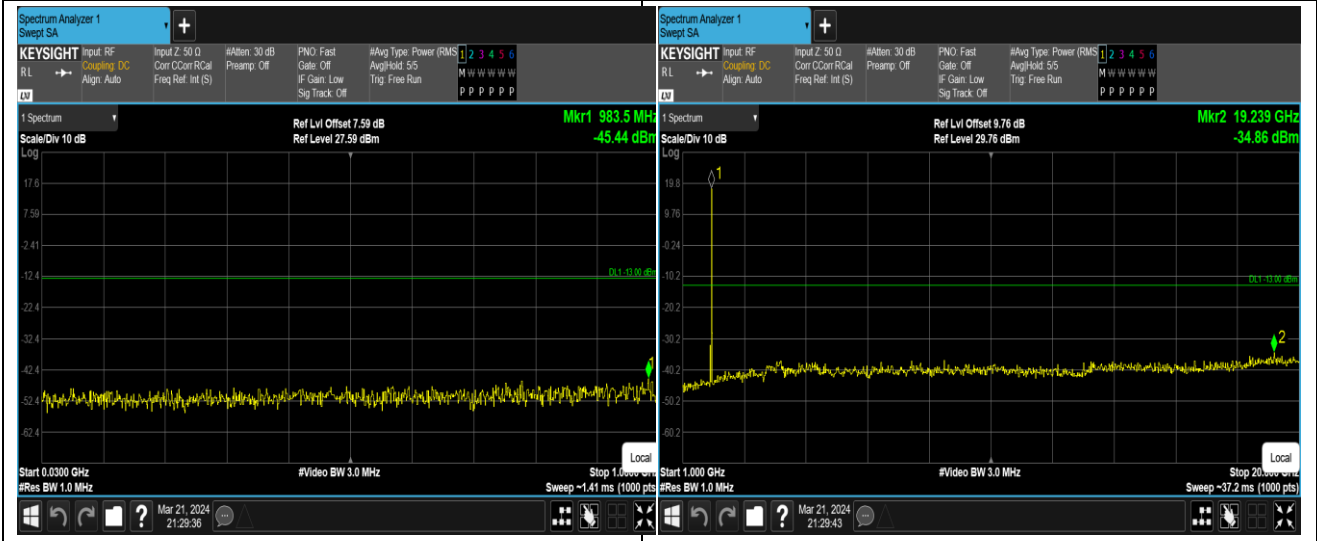 Spectrum Analyzer 1
Swept SA
+
KEYSIGHT Input: RF Input Z: 50 Ω #Atten: 30 dB PNO: Fast #Avg Type: Power (RMS 1 2 3 4 5 6
RL Coupling: DC Corr CCorr RCal Preamp: Off Gate: Off Avg|Hold: 5/5 M W W W W W
Align: Auto Freq Ref: Int (S) IF Gain: Low Trig: Free Run
LXI Sig Track: Off P P P P P P
1 Spectrum Ref Lvl Offset 7.59 dB Mkr1 983.5 MHz
Scale/Div 10 dB Ref Level 27.59 dBm -45.44 dBm
Log
17.6
7.59
-2.41
DL1 -13.00 dBm
-12.4
-22.4
-32.4
1
-42.4
-52.4
-62.4
Local
Start 0.0300 GHz #Video BW 3.0 MHz Stop 1.0000 GHz
#Res BW 1.0 MHz Sweep ~1.41 ms (1000 pts)
? Mar 21, 2024
21:29:36
Spectrum Analyzer 1
Swept SA
+
KEYSIGHT Input: RF Input Z: 50 Ω #Atten: 30 dB PNO: Fast #Avg Type: Power (RMS 1 2 3 4 5 6
RL Coupling: DC Corr CCorr RCal Preamp: Off Gate: Off Avg|Hold: 5/5 M W W W W W
Align: Auto Freq Ref: Int (S) IF Gain: Low Trig: Free Run
LXI Sig Track: Off P P P P P P
1 Spectrum Ref Lvl Offset 9.76 dB Mkr2 19.239 GHz
Scale/Div 10 dB Ref Level 29.76 dBm -34.86 dBm
Log
1
19.8
9.76
-0.24
-10.2
DL1 -13.00 dBm
-20.2
-30.2
2
-40.2
-50.2
-60.2
Local
Start 1.000 GHz #Video BW 3.0 MHz Stop 20.000 GHz
#Res BW 1.0 MHz Sweep ~37.2 ms (1000 pts)
? Mar 21, 2024
21:29:43